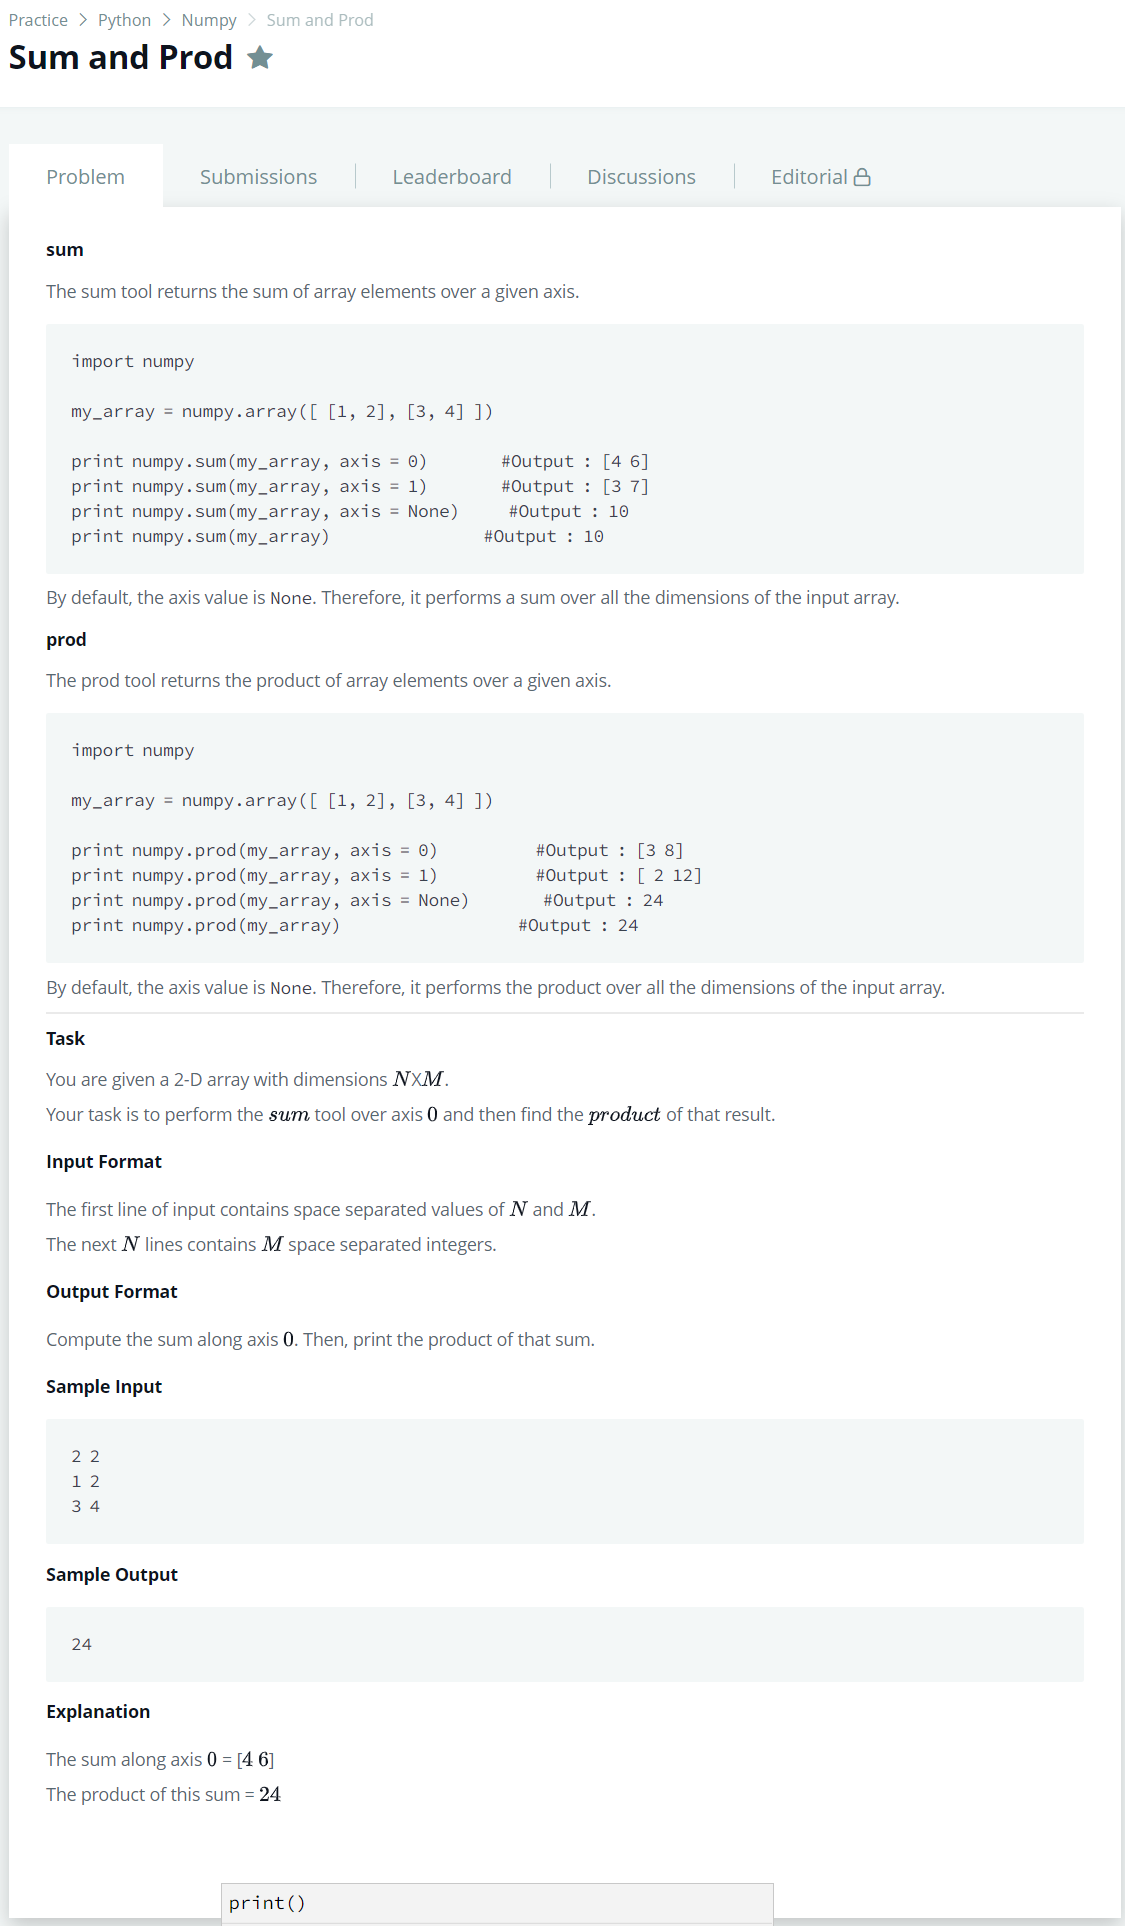 Practice > Python > Numpy > Sum and Prod
Sum and Prod
Problem
Submissions
Leaderboard
Discussions
Editorial
sum
The sum tool returns the sum of array elements over a given axis.
import numpy
my_array = numpy.array([ [1, 2], [3, 4] ])
print numpy.sum(my_array, axis = 0)         #Output : [4 6]
print numpy.sum(my_array, axis = 1)         #Output : [3 7]
print numpy.sum(my_array, axis = None)      #Output : 10
print numpy.sum(my_array)                   #Output : 10
By default, the axis value is None. Therefore, it performs a sum over all the dimensions of the input array.
prod
The prod tool returns the product of array elements over a given axis.
import numpy
my_array = numpy.array([ [1, 2], [3, 4] ])
print numpy.prod(my_array, axis = 0)            #Output : [3 8]
print numpy.prod(my_array, axis = 1)            #Output : [ 2 12]
print numpy.prod(my_array, axis = None)         #Output : 24
print numpy.prod(my_array)                      #Output : 24
By default, the axis value is None. Therefore, it performs the product over all the dimensions of the input array.
Task
You are given a 2-D array with dimensions NXM.
Your task is to perform the sum tool over axis 0 and then find the product of that result.
Input Format
The first line of input contains space separated values of N and M.
The next N lines contains M space separated integers.
Output Format
Compute the sum along axis 0. Then, print the product of that sum.
Sample Input
2 2
1 2
3 4
Sample Output
24
Explanation
The sum along axis 0 = [4 6]
The product of this sum = 24
print()